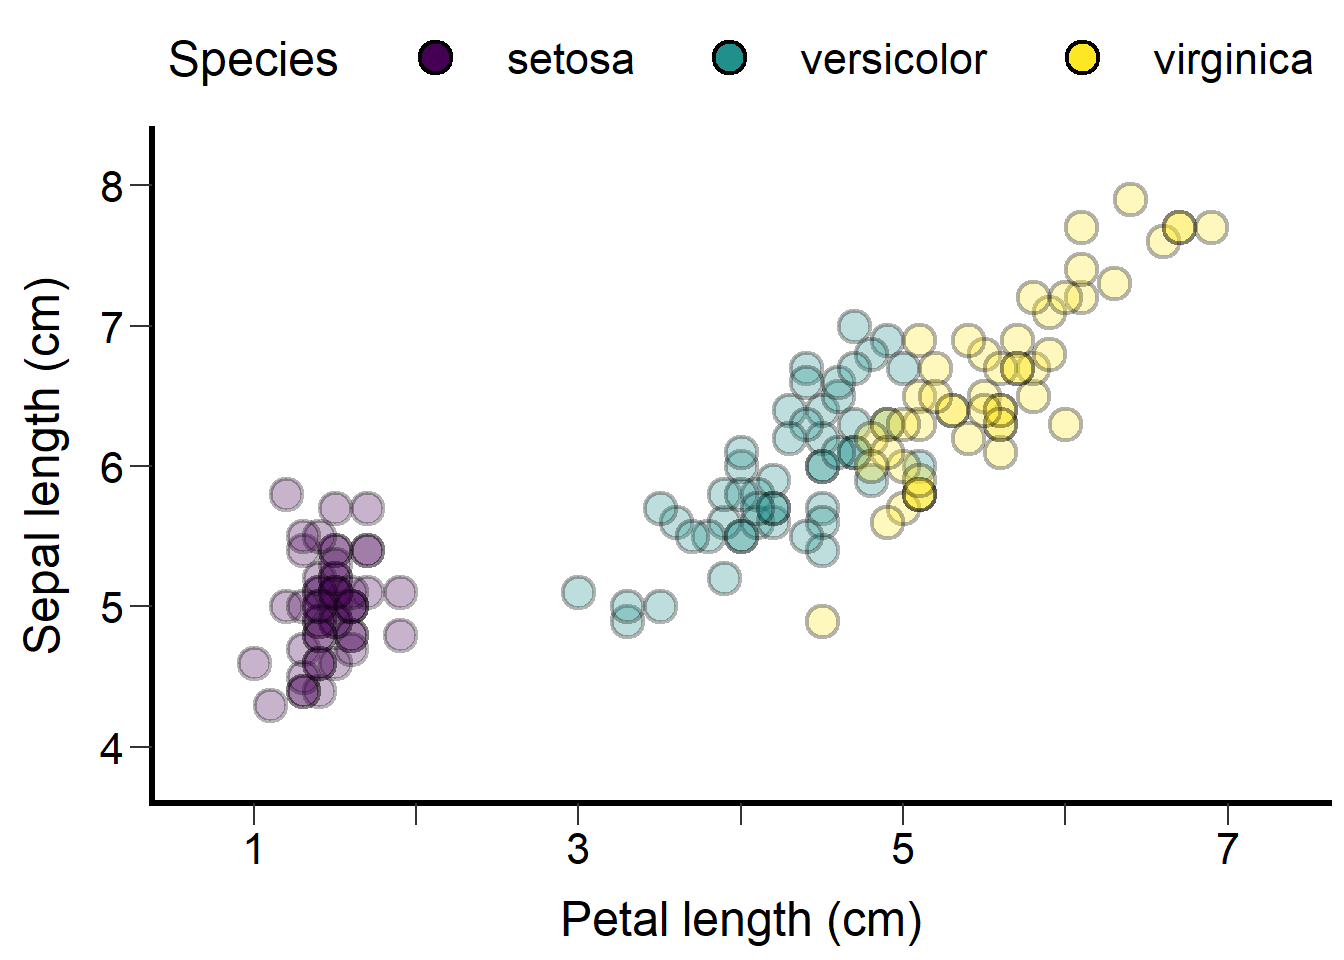 Species setosa versicolor virginica
Sepal length (cm)
8
7
6
5
4
1 3 5 7
Petal length (cm)